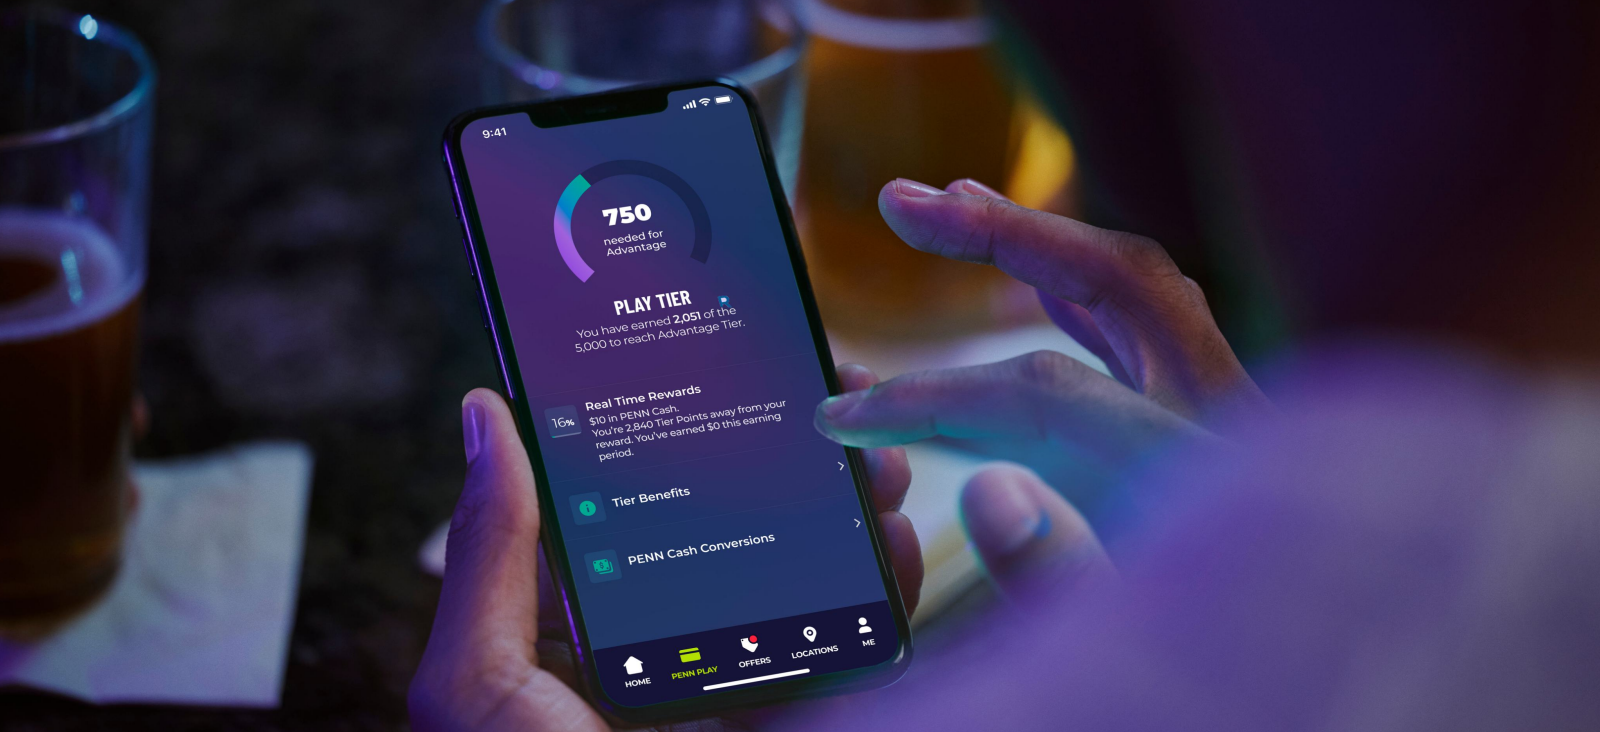 9:41
750
needed for
Advantage
PLAY TIER
You have earned 2,051 of the
5,000 to reach Advantage Tier.
16%
Real Time Rewards
$10 in PENN Cash.
You're 2,840 Tier Points away from your
reward. You've earned $0 this earning
period.
Tier Benefits
PENN Cash Conversions
HOME
PENN PLAY
OFFERS
LOCATIONS
ME